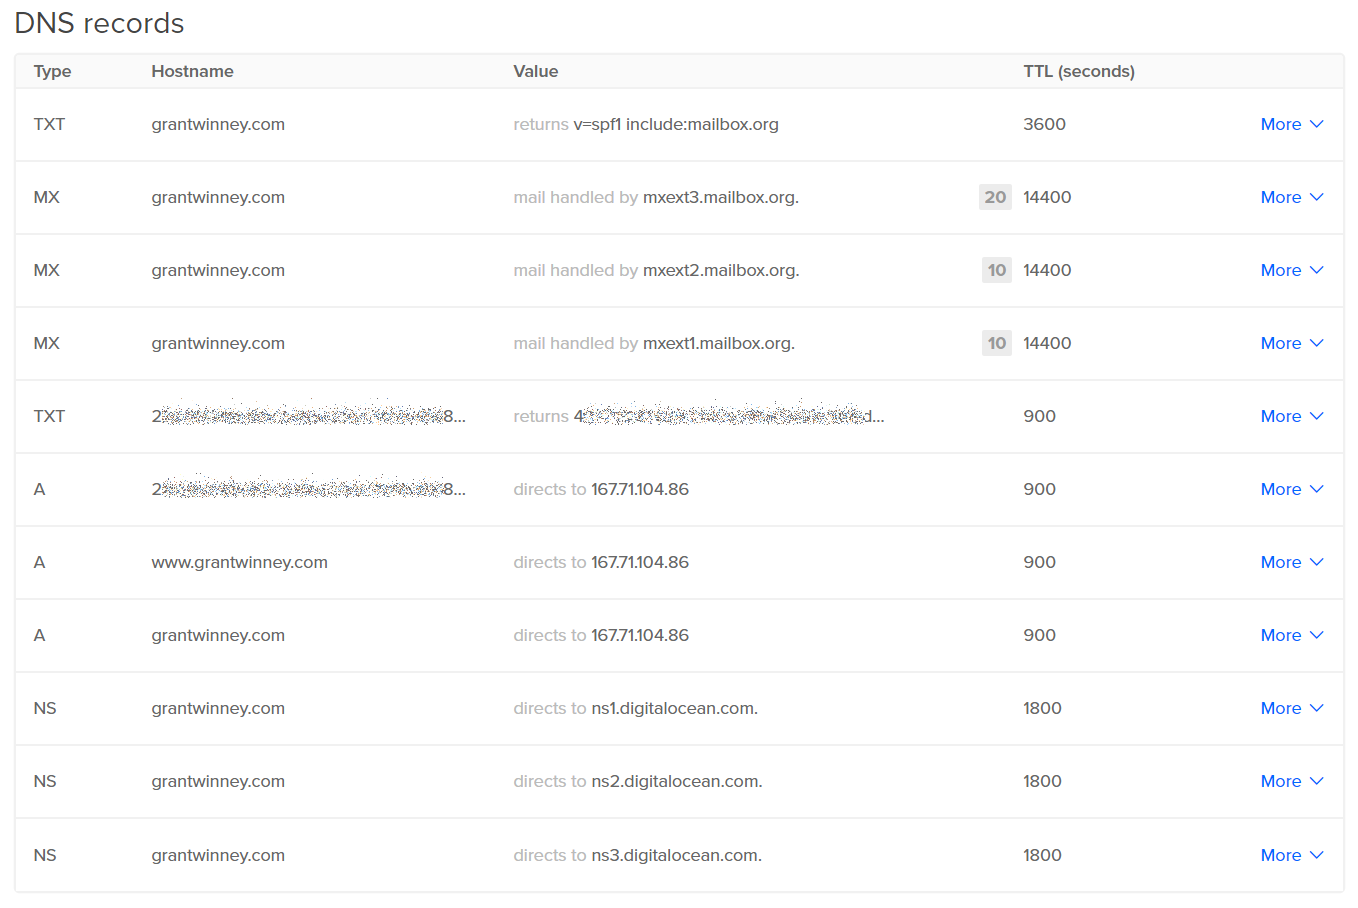 DNS records
Type Hostname Value TTL (seconds)
TXT grantwinney.com returns v=spf1 include:mailbox.org 3600 More
MX grantwinney.com mail handled by mxext3.mailbox.org. 20 14400 More
MX grantwinney.com mail handled by mxext2.mailbox.org. 10 14400 More
MX grantwinney.com mail handled by mxext1.mailbox.org. 10 14400 More
TXT 2 8... returns 4 d... 900 More
A 2 8... directs to 167.71.104.86 900 More
A www.grantwinney.com directs to 167.71.104.86 900 More
A grantwinney.com directs to 167.71.104.86 900 More
NS grantwinney.com directs to ns1.digitalocean.com. 1800 More
NS grantwinney.com directs to ns2.digitalocean.com. 1800 More
NS grantwinney.com directs to ns3.digitalocean.com. 1800 More